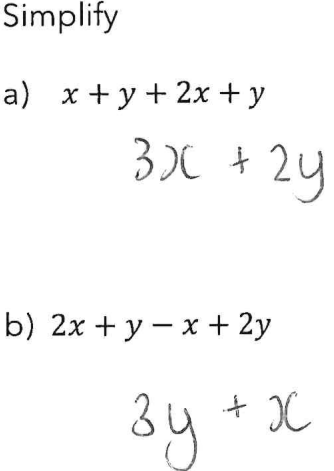 Simplify
a) x + y + 2x + y
3x + 2y
b) 2x + y − x + 2y
3y + x